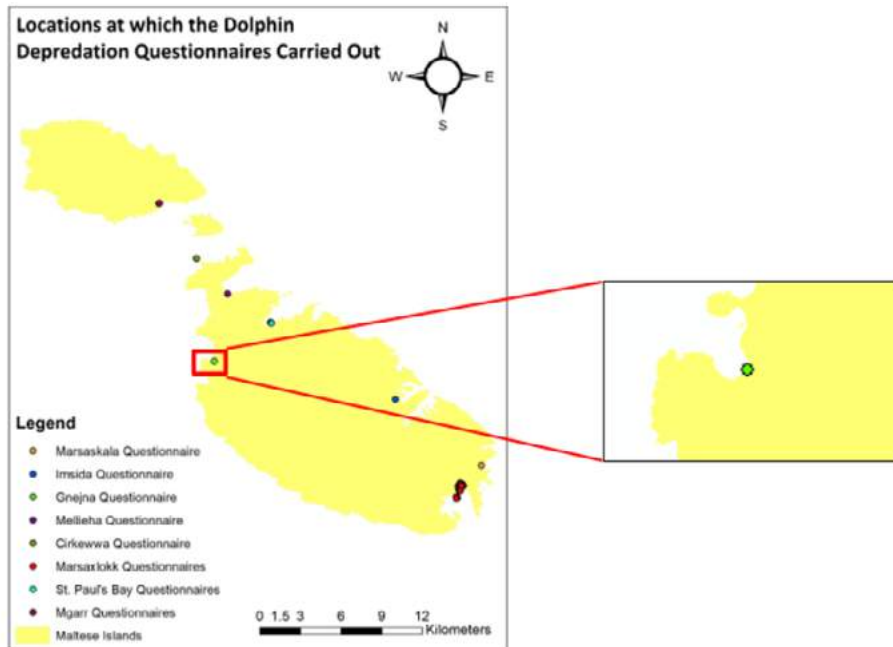 Locations at which the Dolphin
Depredation Questionnaires Carried Out
N
W
E
S
Legend
Marsaskala Questionnaire
Imsida Questionnaire
Gnejna Questionnaire
Mellieha Questionnaire
Cirkewwa Questionnaire
Marsaxlokk Questionnaires
St. Paul's Bay Questionnaires
Mgarr Questionnaires
Maltese Islands
0 1.5 3 6 9 12
Kilometers